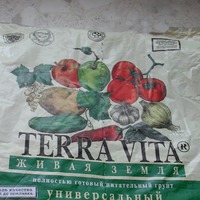 TERRA VITA®
ЖИВАЯ ЗЕМЛЯ
полностью готовый питательный грунт
УНИВЕРСАЛЬНЫЙ